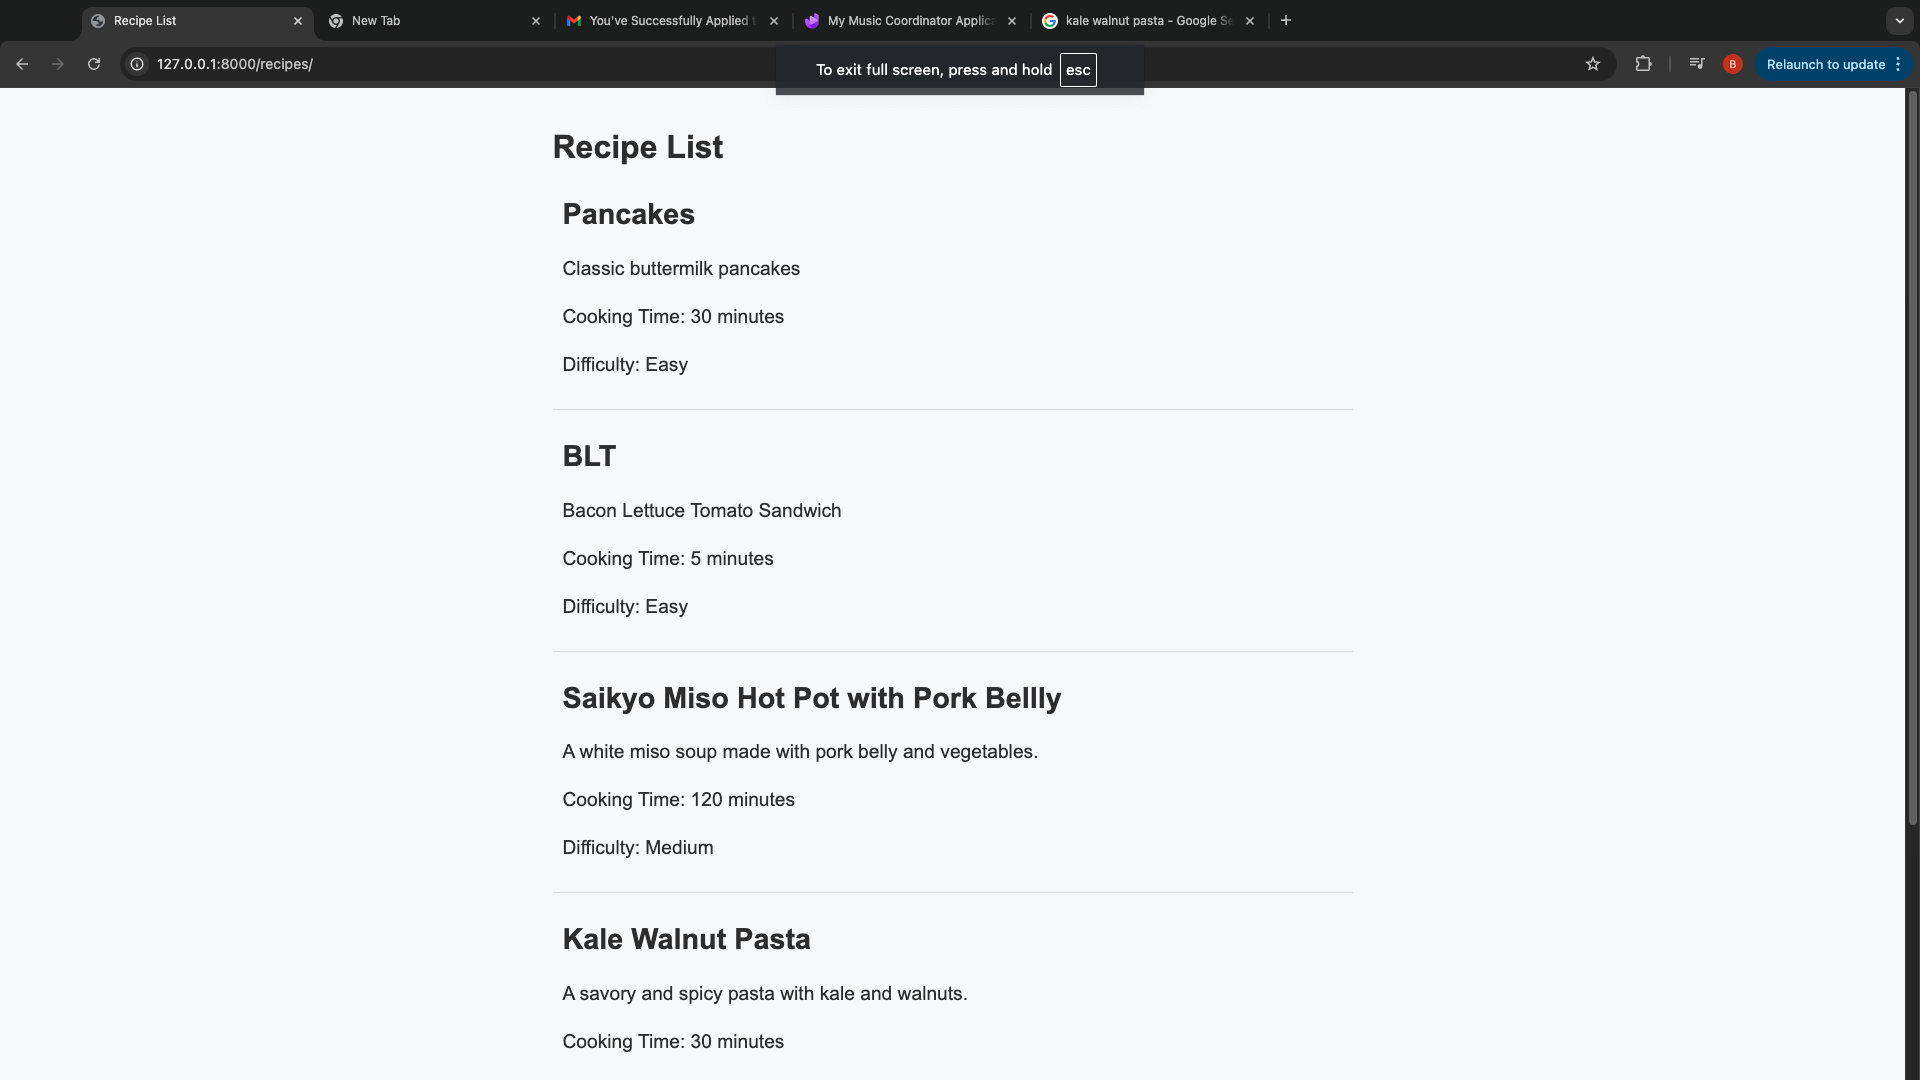 Recipe List
New Tab
You've Successfully Applied
My Music Coordinator Applic
kale walnut pasta - Google Se
127.0.0.1:8000/recipes/
To exit full screen, press and hold esc
B
Relaunch to update
Recipe List
Pancakes
Classic buttermilk pancakes
Cooking Time: 30 minutes
Difficulty: Easy
BLT
Bacon Lettuce Tomato Sandwich
Cooking Time: 5 minutes
Difficulty: Easy
Saikyo Miso Hot Pot with Pork Bellly
A white miso soup made with pork belly and vegetables.
Cooking Time: 120 minutes
Difficulty: Medium
Kale Walnut Pasta
A savory and spicy pasta with kale and walnuts.
Cooking Time: 30 minutes